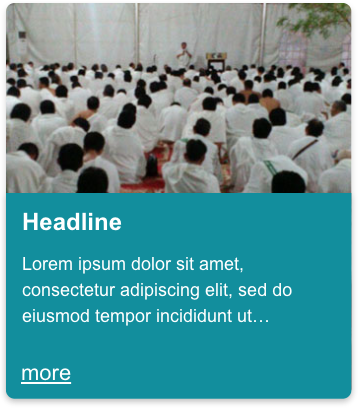 Headline
Lorem ipsum dolor sit amet,
consectetur adipiscing elit, sed do
eiusmod tempor incididunt ut…
more